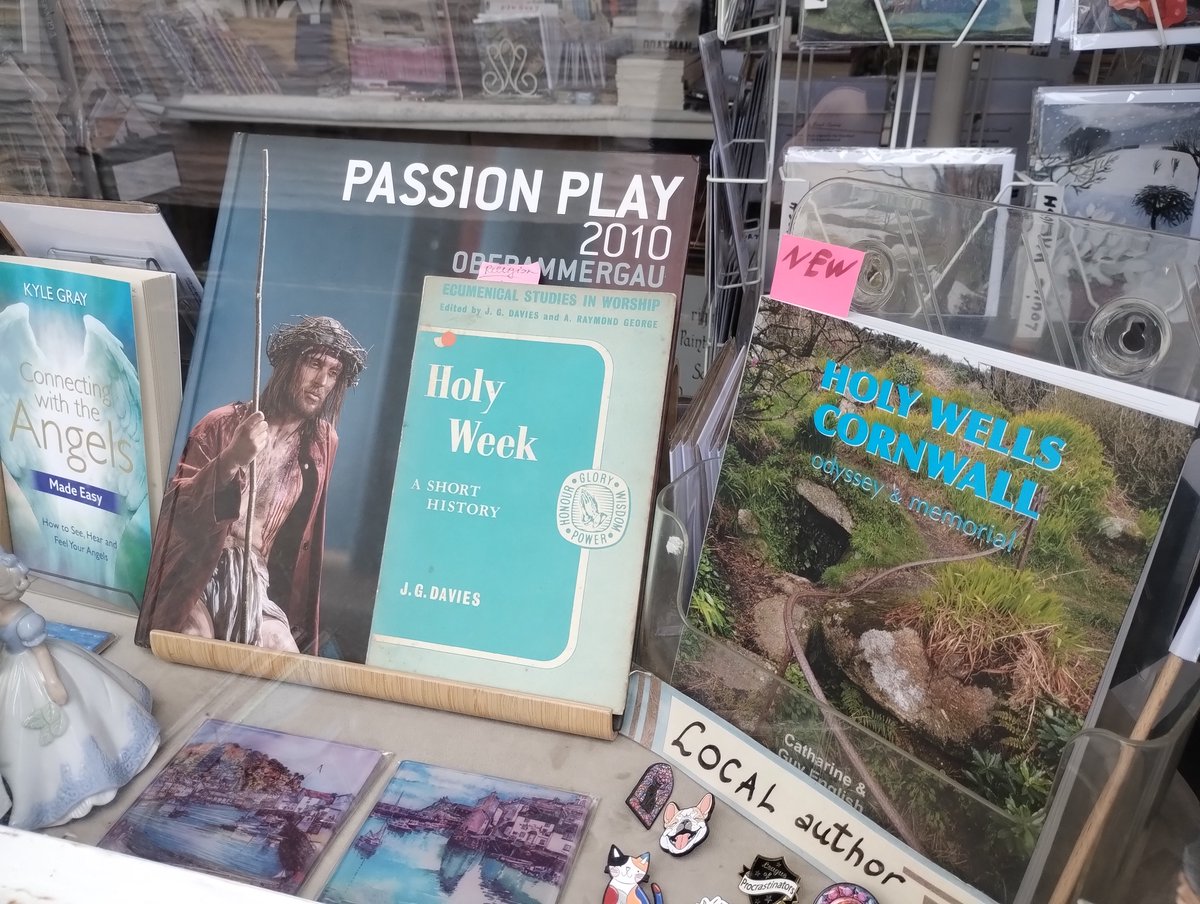 KYLE GRAY
Connecting
with the
Angels
Made Easy
How to See, Hear and
Feel Your Angels
PASSION PLAY
2010
OBERAMMERGAU
religion
ECUMENICAL STUDIES IN WORSHIP
Edited by J. G. DAVIES and A. RAYMOND GEORGE
Holy
Week
A SHORT
HISTORY
HONOUR · GLORY · WISDOM · POWER ·
J. G. DAVIES
NEW
HOLY WELLS
CORNWALL
odyssey & memorial
Catharine &
Guy English
LOCAL author
Procrastinators